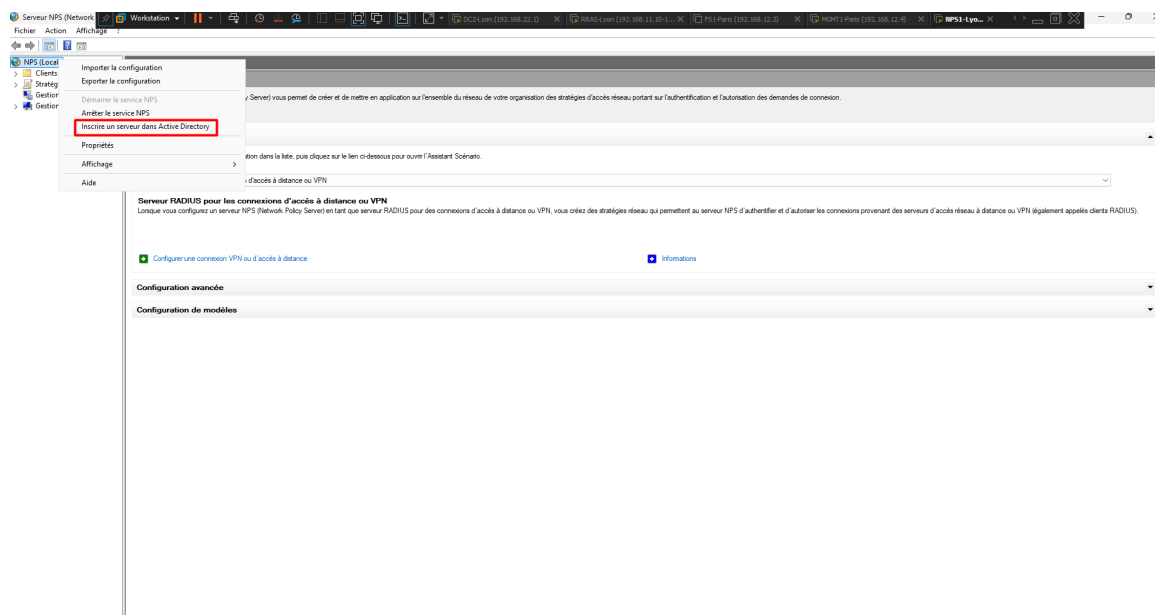 Serveur NPS (Network
Workstation
DC2-Lyon (192.168.22.1)
RRAS-Lyon (192.168.11.10-1...
FS1-Paris (192.168.12.3)
MGMT1-Paris (192.168.12.4)
NPS1-Lyo...
Fichier Action Affichage ?
NPS (Local
Clients
Stratég
Gestion
Gestion
Importer la configuration
Exporter la configuration
Démarrer le service NPS
Arrêter le service NPS
Inscrire un serveur dans Active Directory
Propriétés
Affichage
Aide
y Server) vous permet de créer et de mettre en application sur l'ensemble du réseau de votre organisation des stratégies d'accès réseau portant sur l'authentification et l'autorisation des demandes de connexion.
ation dans la liste, puis cliquez sur le lien ci-dessous pour ouvrir l'Assistant Scénario.
d'accès à distance ou VPN
Serveur RADIUS pour les connexions d'accès à distance ou VPN
Lorsque vous configurez un serveur NPS (Network Policy Server) en tant que serveur RADIUS pour des connexions d'accès à distance ou VPN, vous créez des stratégies réseau qui permettent au serveur NPS d'authentifier et d'autoriser les connexions provenant des serveurs d'accès réseau à distance ou VPN (également appelés clients RADIUS).
Configurer une connexion VPN ou d'accès à distance
Informations
Configuration avancée
Configuration de modèles